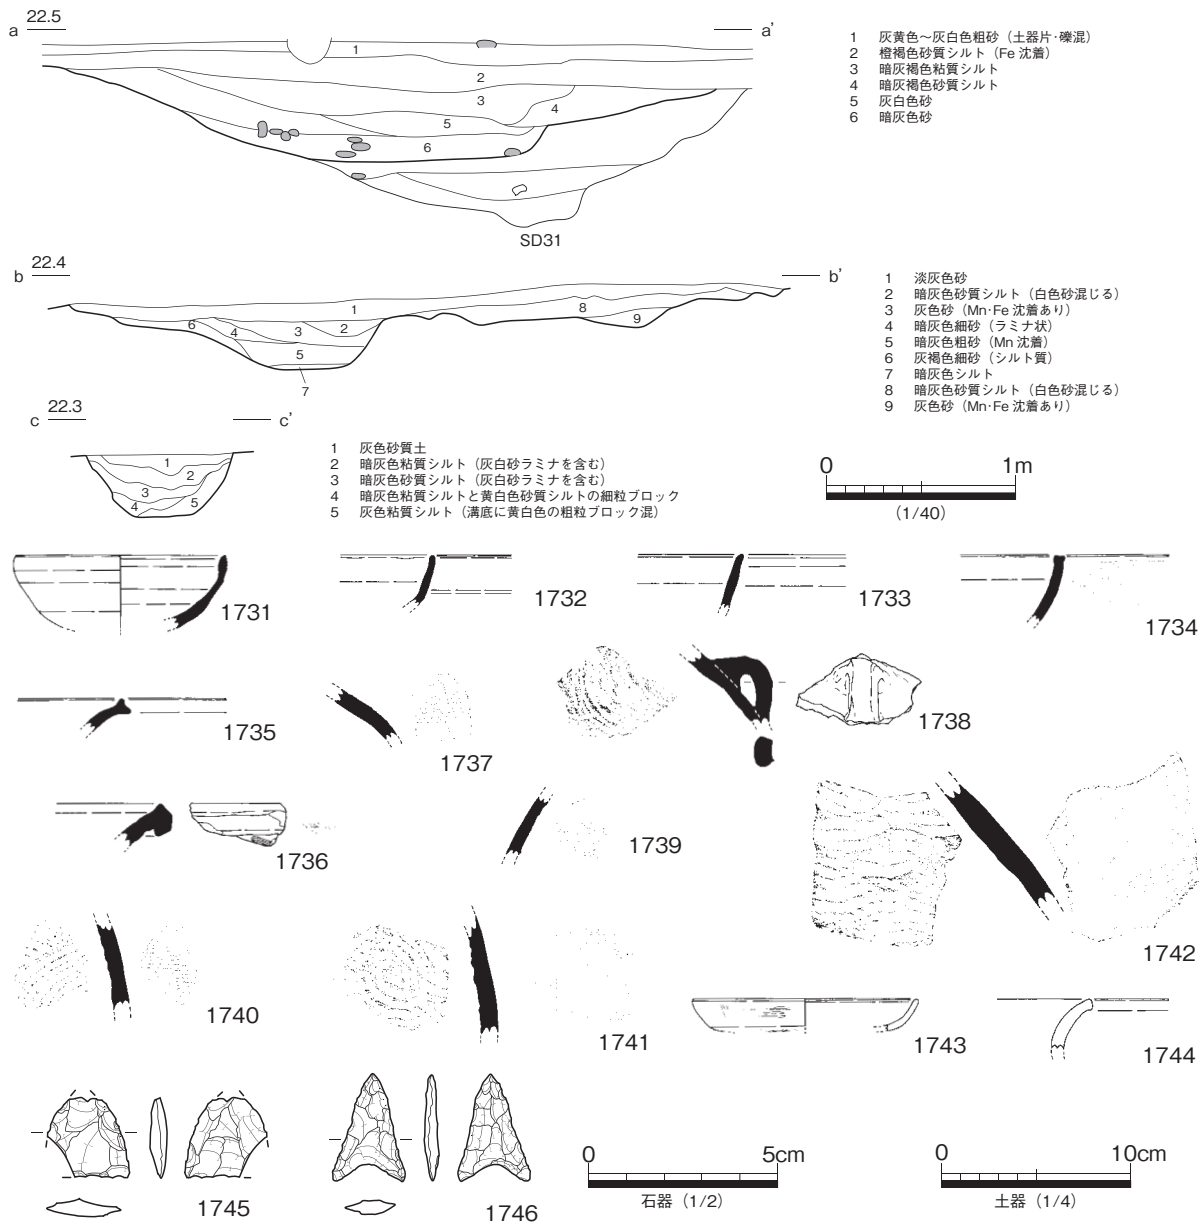 22.5
a a'
1 灰黄色～灰白色粗砂（土器片･礫混）
2 橙褐色砂質シルト（Fe 沈着）
3 暗灰褐色粘質シルト
4 暗灰褐色砂質シルト
5 灰白色砂
6 暗灰色砂
1
2
3
4
5
6
SD31
22.4
b b'
1 淡灰色砂
2 暗灰色砂質シルト（白色砂混じる）
3 灰色砂（Mn･Fe 沈着あり）
4 暗灰色細砂（ラミナ状）
5 暗灰色粗砂（Mn 沈着）
6 灰褐色細砂（シルト質）
7 暗灰色シルト
8 暗灰色砂質シルト（白色砂混じる）
9 灰色砂（Mn･Fe 沈着あり）
1
8
9
6
4
3
2
5
7
22.3
c c'
1 灰色砂質土
2 暗灰色粘質シルト（灰白砂ラミナを含む）
3 暗灰色砂質シルト（灰白砂ラミナを含む）
4 暗灰色粘質シルトと黄白色砂質シルトの細粒ブロック
5 灰色粘質シルト（溝底に黄白色の粗粒ブロック混）
1
2
3
4
5
0 1m
（1/40）
1731
1732
1733
1734
1735
1737
1738
1736
1739
1742
1740
1741
1743
1744
1745
1746
0 5cm
石器（1/2）
0 10cm
土器（1/4）